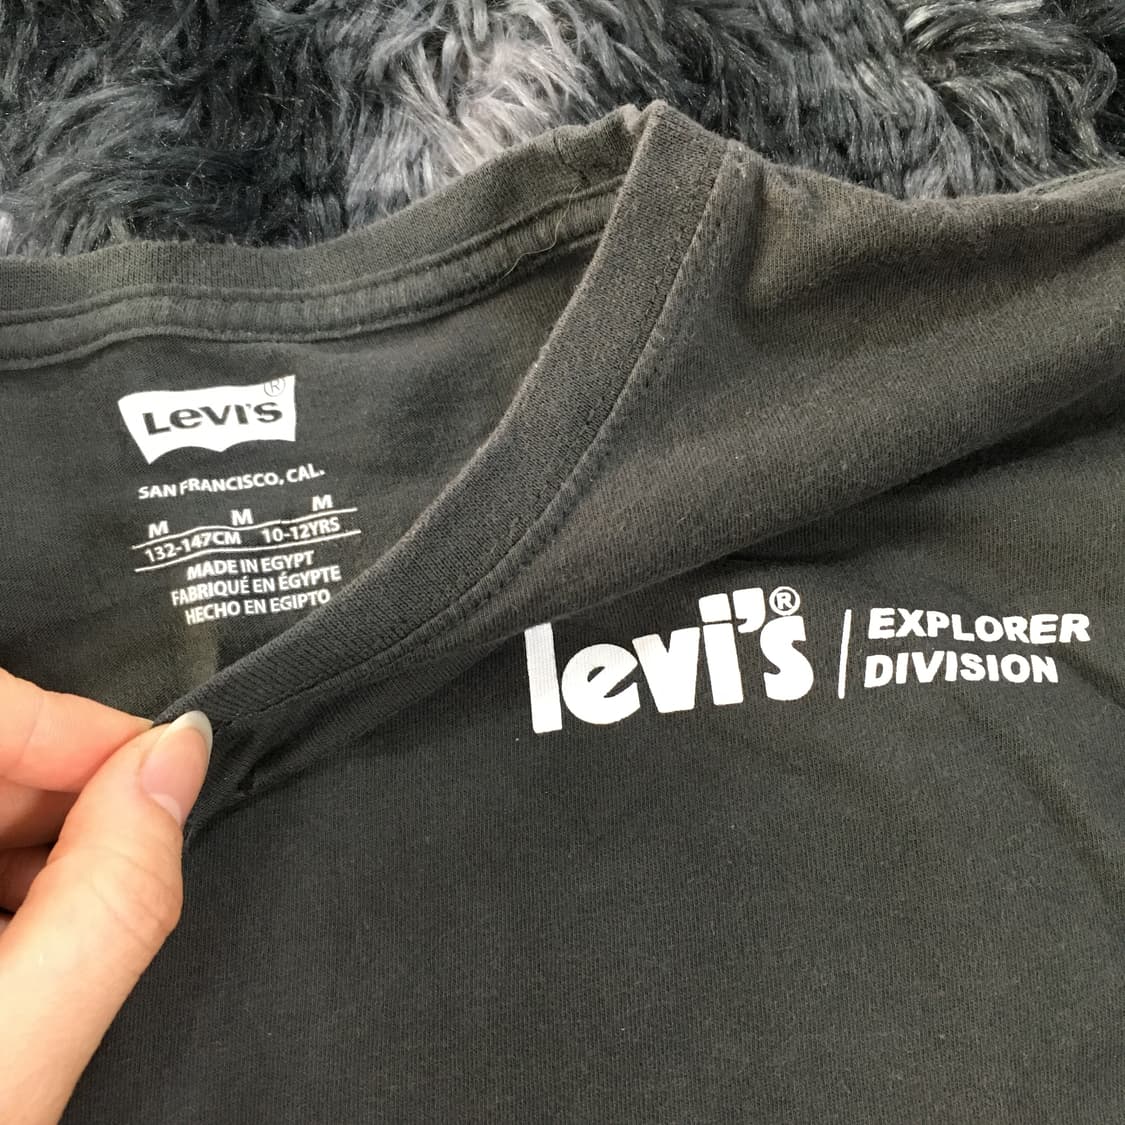 LEVI'S®
SAN FRANCISCO, CAL.
M M M
132-147CM 10-12YRS
MADE IN EGYPT
FABRIQUÉ EN ÉGYPTE
HECHO EN EGIPTO
levi's®
EXPLORER
DIVISION